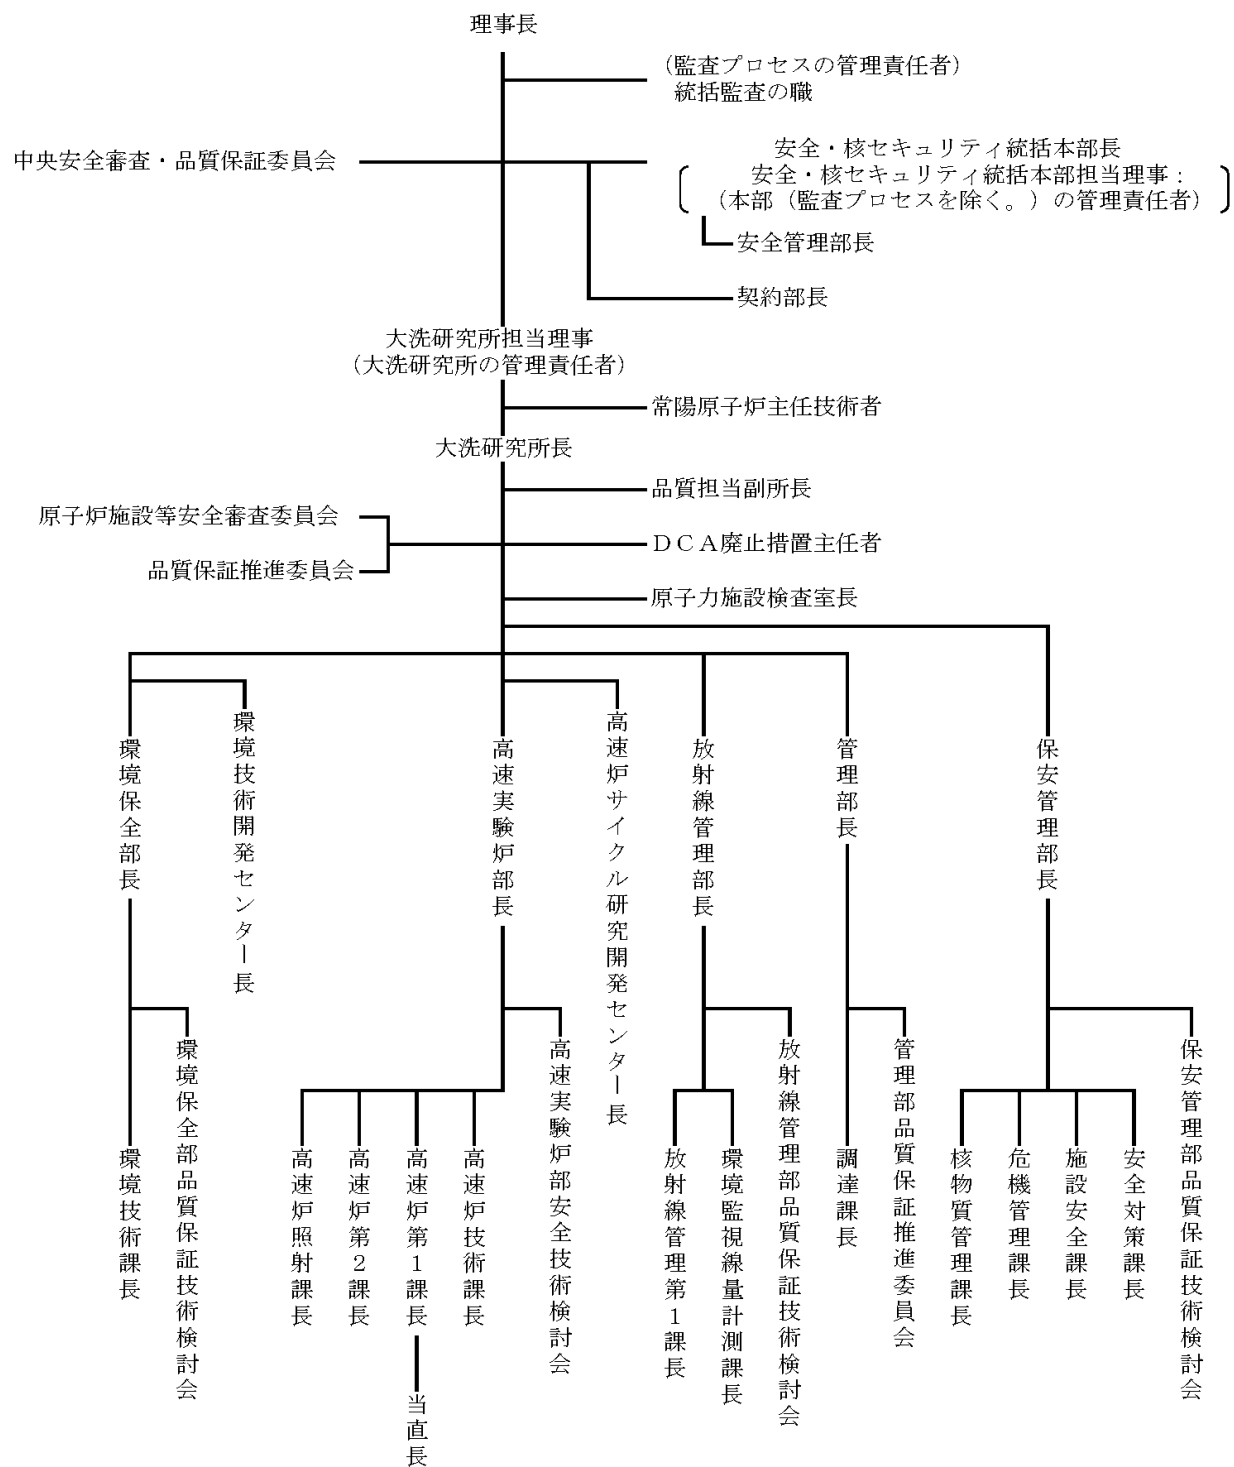 理事長
（監査プロセスの管理責任者）
統括監査の職
中央安全審査・品質保証委員会
安全・核セキュリティ統括本部長
安全・核セキュリティ統括本部担当理事：
（本部（監査プロセスを除く。）の管理責任者）
安全管理部長
契約部長
大洗研究所担当理事
（大洗研究所の管理責任者）
常陽原子炉主任技術者
大洗研究所長
品質担当副所長
原子炉施設等安全審査委員会
ＤＣＡ廃止措置主任者
品質保証推進委員会
原子力施設検査室長
環境保全部長
環境技術開発センター長
高速実験炉部長
高速炉サイクル研究開発センター長
放射線管理部長
管理部長
保安管理部長
環境技術課長
環境保全部品質保証技術検討会
高速炉照射課長
高速炉第２課長
高速炉第１課長
高速炉技術課長
高速実験炉部安全技術検討会
放射線管理第１課長
環境監視線量計測課長
放射線管理部品質保証技術検討会
調達課長
管理部品質保証推進委員会
核物質管理課長
危機管理課長
施設安全課長
安全対策課長
保安管理部品質保証技術検討会
当直長